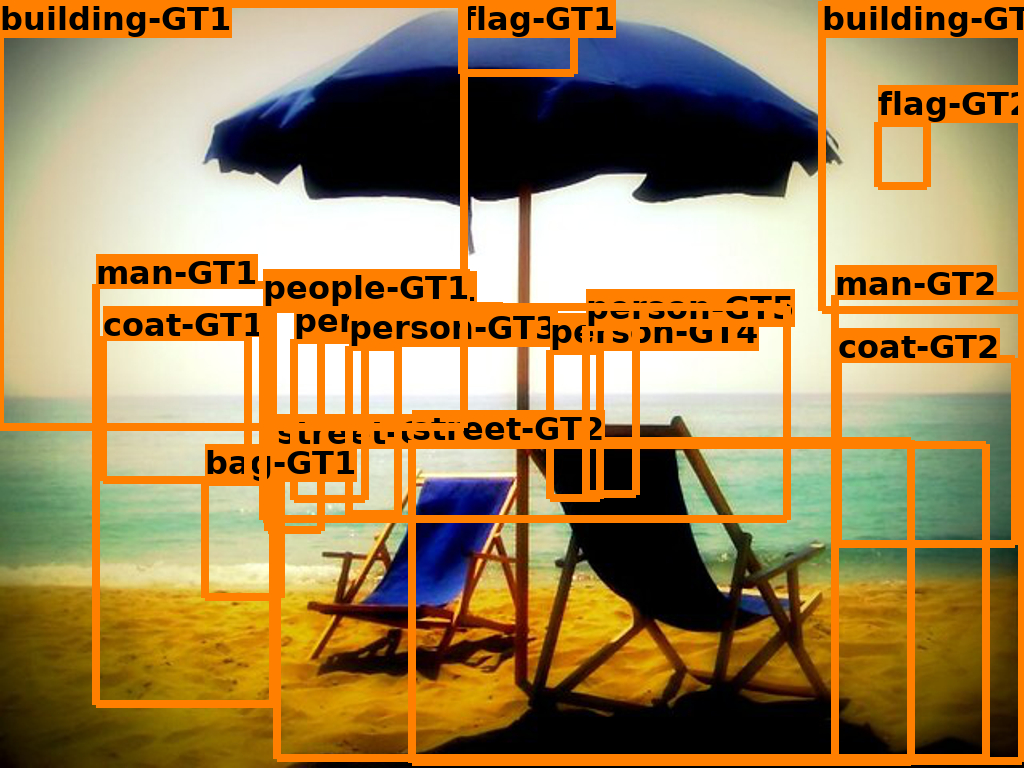 building-GT1
flag-GT1
building-GT
flag-GT2
man-GT1
people-GT1
man-GT2
coat-GT1
per
person-GT3
person-GT5
person-GT4
coat-GT2
street-
street-GT2
bag-GT1